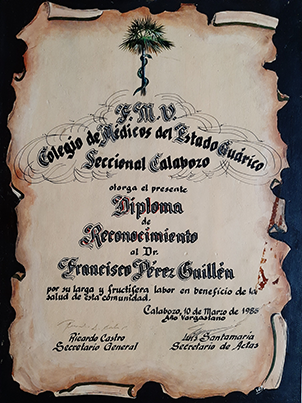 F. M. V.
Colegio de Médicos del Estado Guárico
Seccional Calabozo
otorga el presente
Diploma
de
Reconocimiento
al Dr.
Francisco Pérez Guillén
por su larga y fructífera labor en beneficio de la
salud de esta comunidad.
Calabozo, 10 de Marzo de 1986
Año Vargasiano
Ricardo Castro Luis Santamaría
Secretario General Secretario de Actas